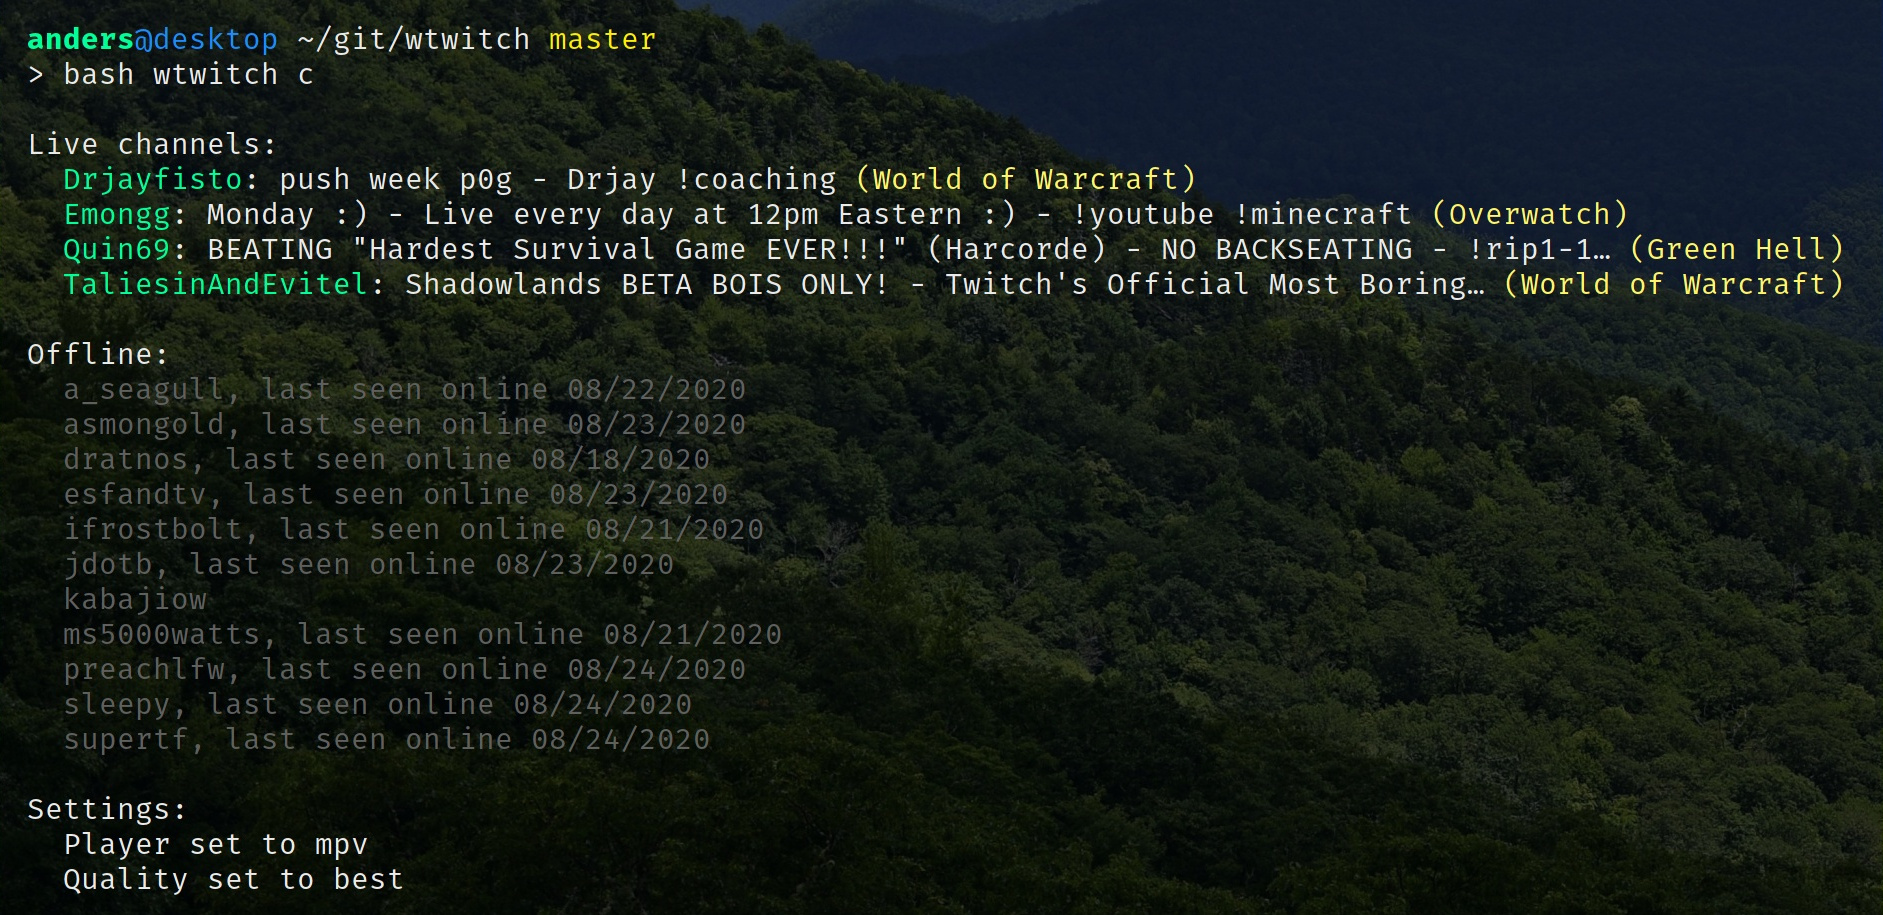 anders@desktop ~/git/wtwitch master
> bash wtwitch c
Live channels:
Drjayfisto: push week p0g - Drjay !coaching (World of Warcraft)
Emongg: Monday :) - Live every day at 12pm Eastern :) - !youtube !minecraft (Overwatch)
Quin69: BEATING "Hardest Survival Game EVER!!!" (Harcorde) - NO BACKSEATING - !rip1-1… (Green Hell)
TaliesinAndEvitel: Shadowlands BETA BOIS ONLY! - Twitch's Official Most Boring… (World of Warcraft)
Offline:
a_seagull, last seen online 08/22/2020
asmongold, last seen online 08/23/2020
dratnos, last seen online 08/18/2020
esfandtv, last seen online 08/23/2020
ifrostbolt, last seen online 08/21/2020
jdotb, last seen online 08/23/2020
kabajiow
ms5000watts, last seen online 08/21/2020
preachlfw, last seen online 08/24/2020
sleepy, last seen online 08/24/2020
supertf, last seen online 08/24/2020
Settings:
Player set to mpv
Quality set to best